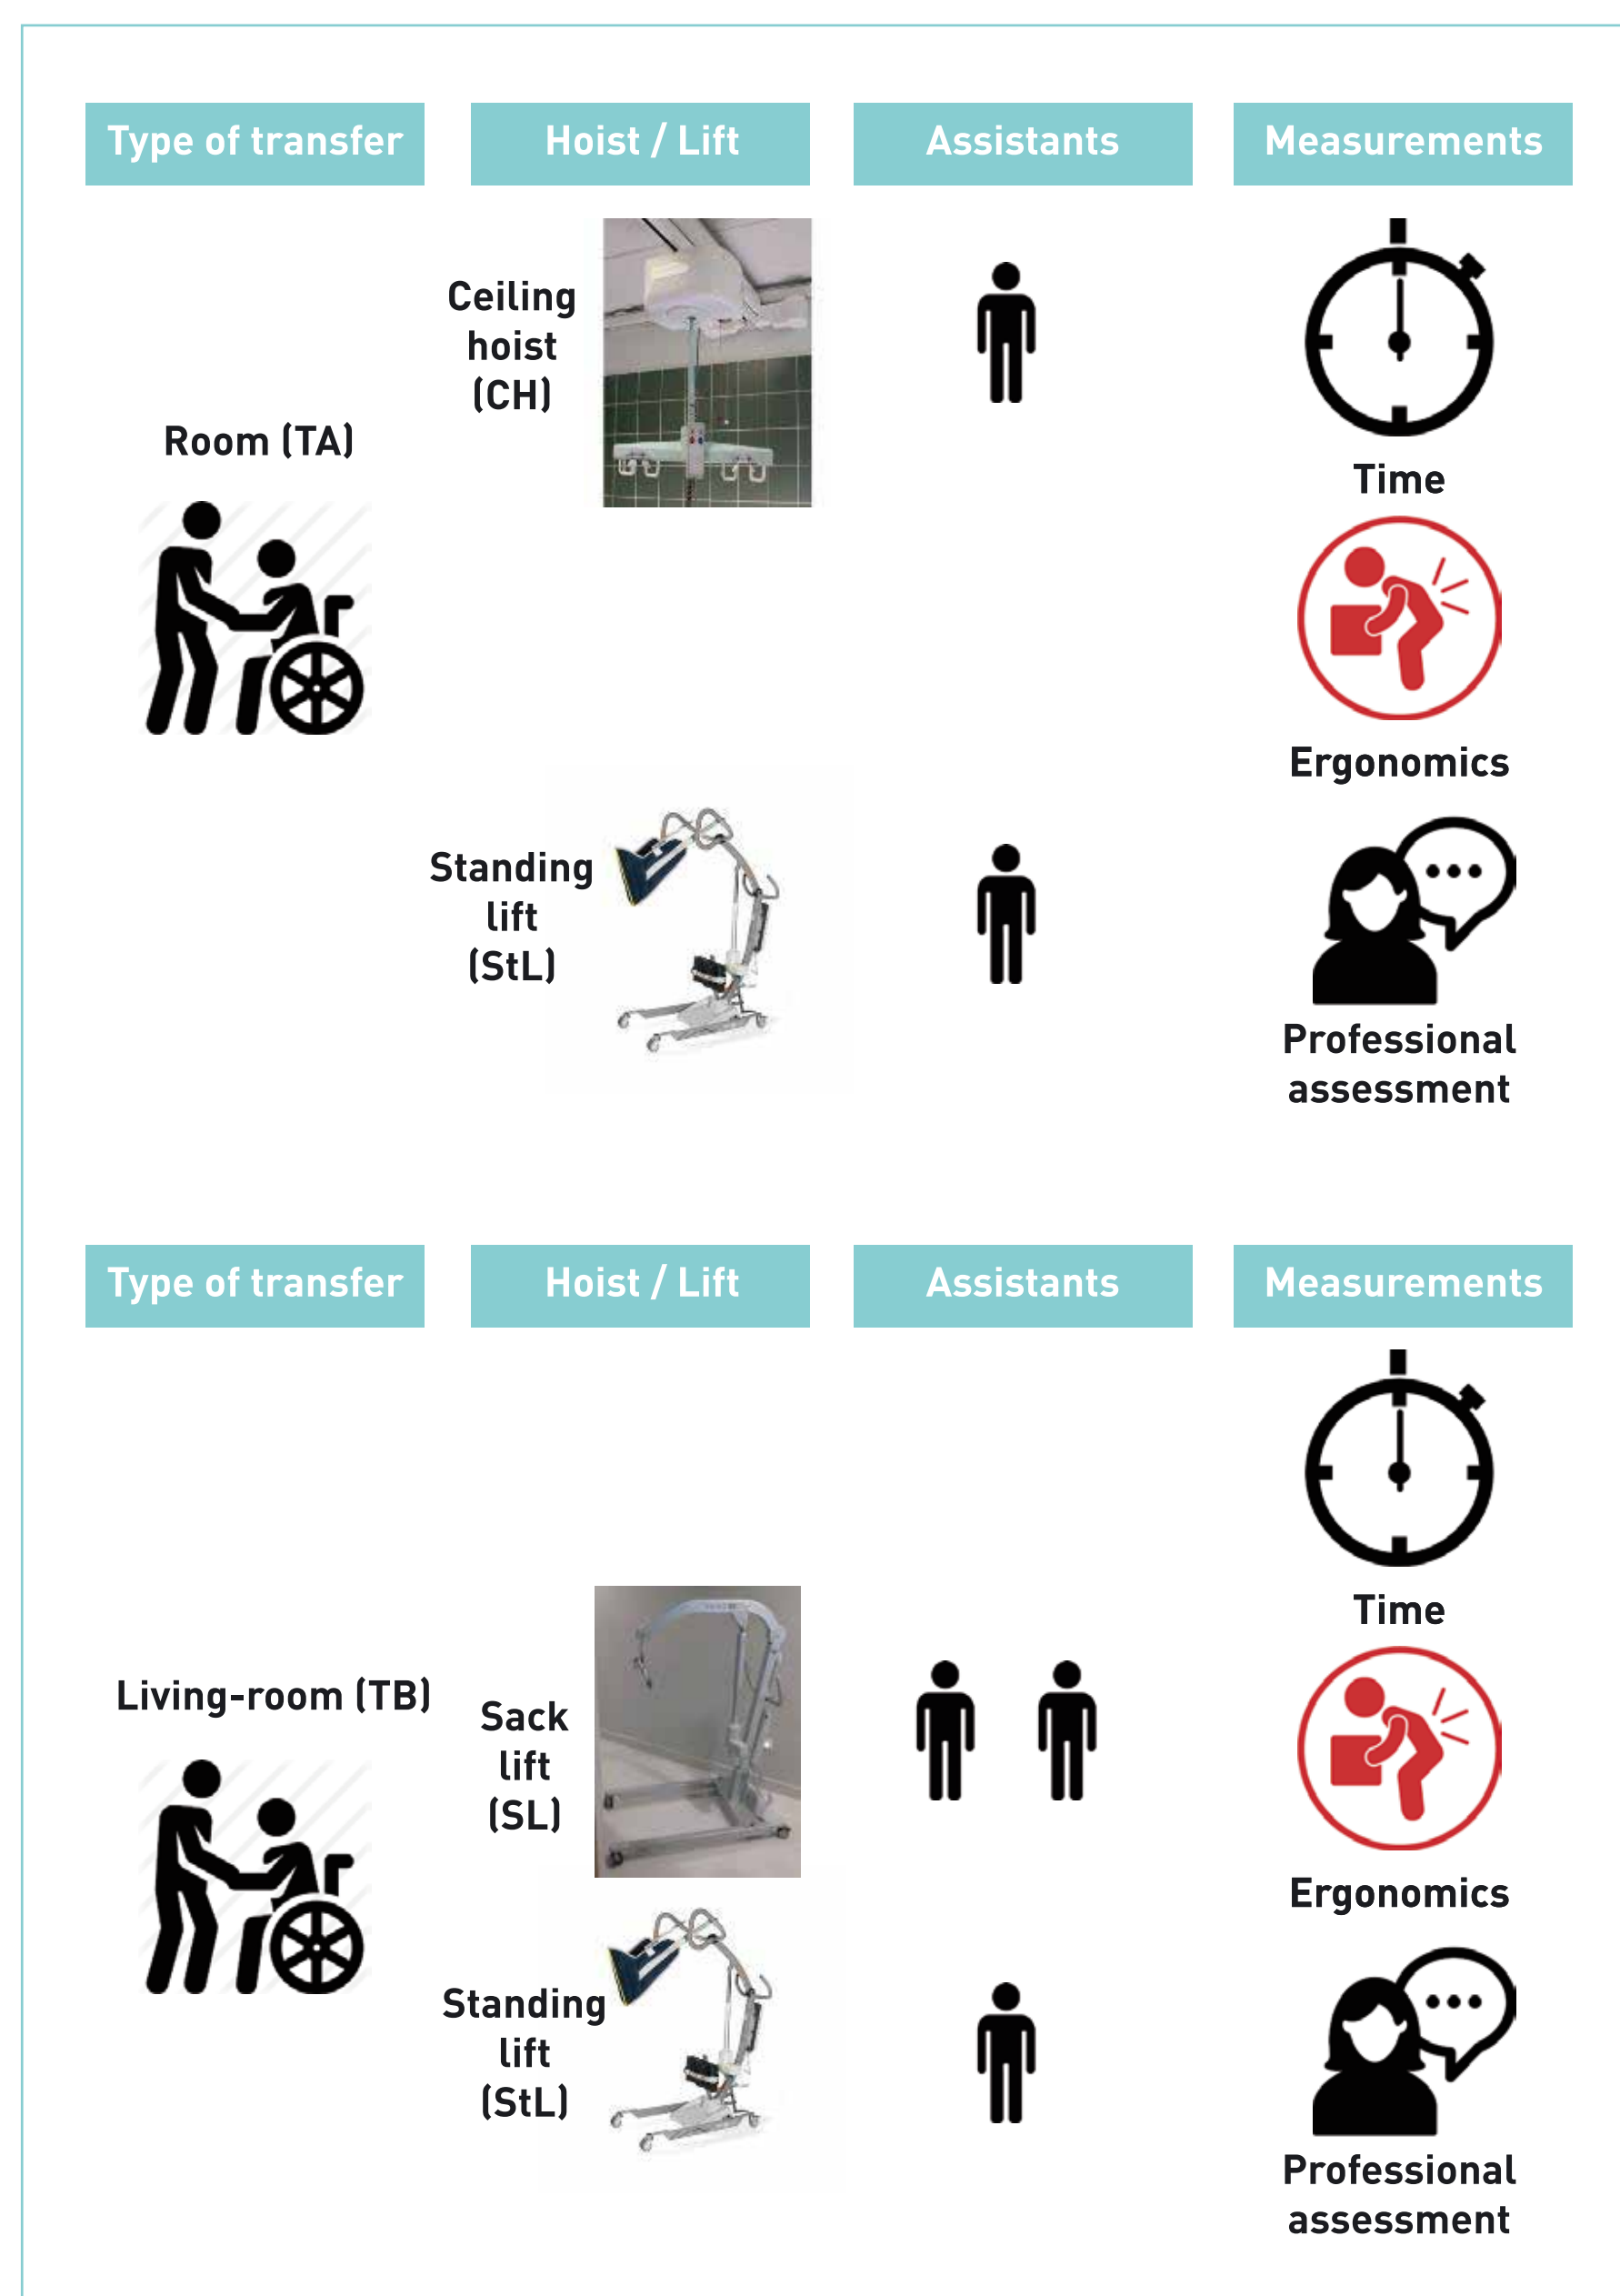 Type of transfer
Hoist / Lift
Assistants
Measurements
Room (TA)
Ceiling
hoist
(CH)
Time
Ergonomics
Standing
lift
(StL)
Professional
assessment
Type of transfer
Hoist / Lift
Assistants
Measurements
Living-room (TB)
Sack
lift
(SL)
Time
Ergonomics
Standing
lift
(StL)
Professional
assessment